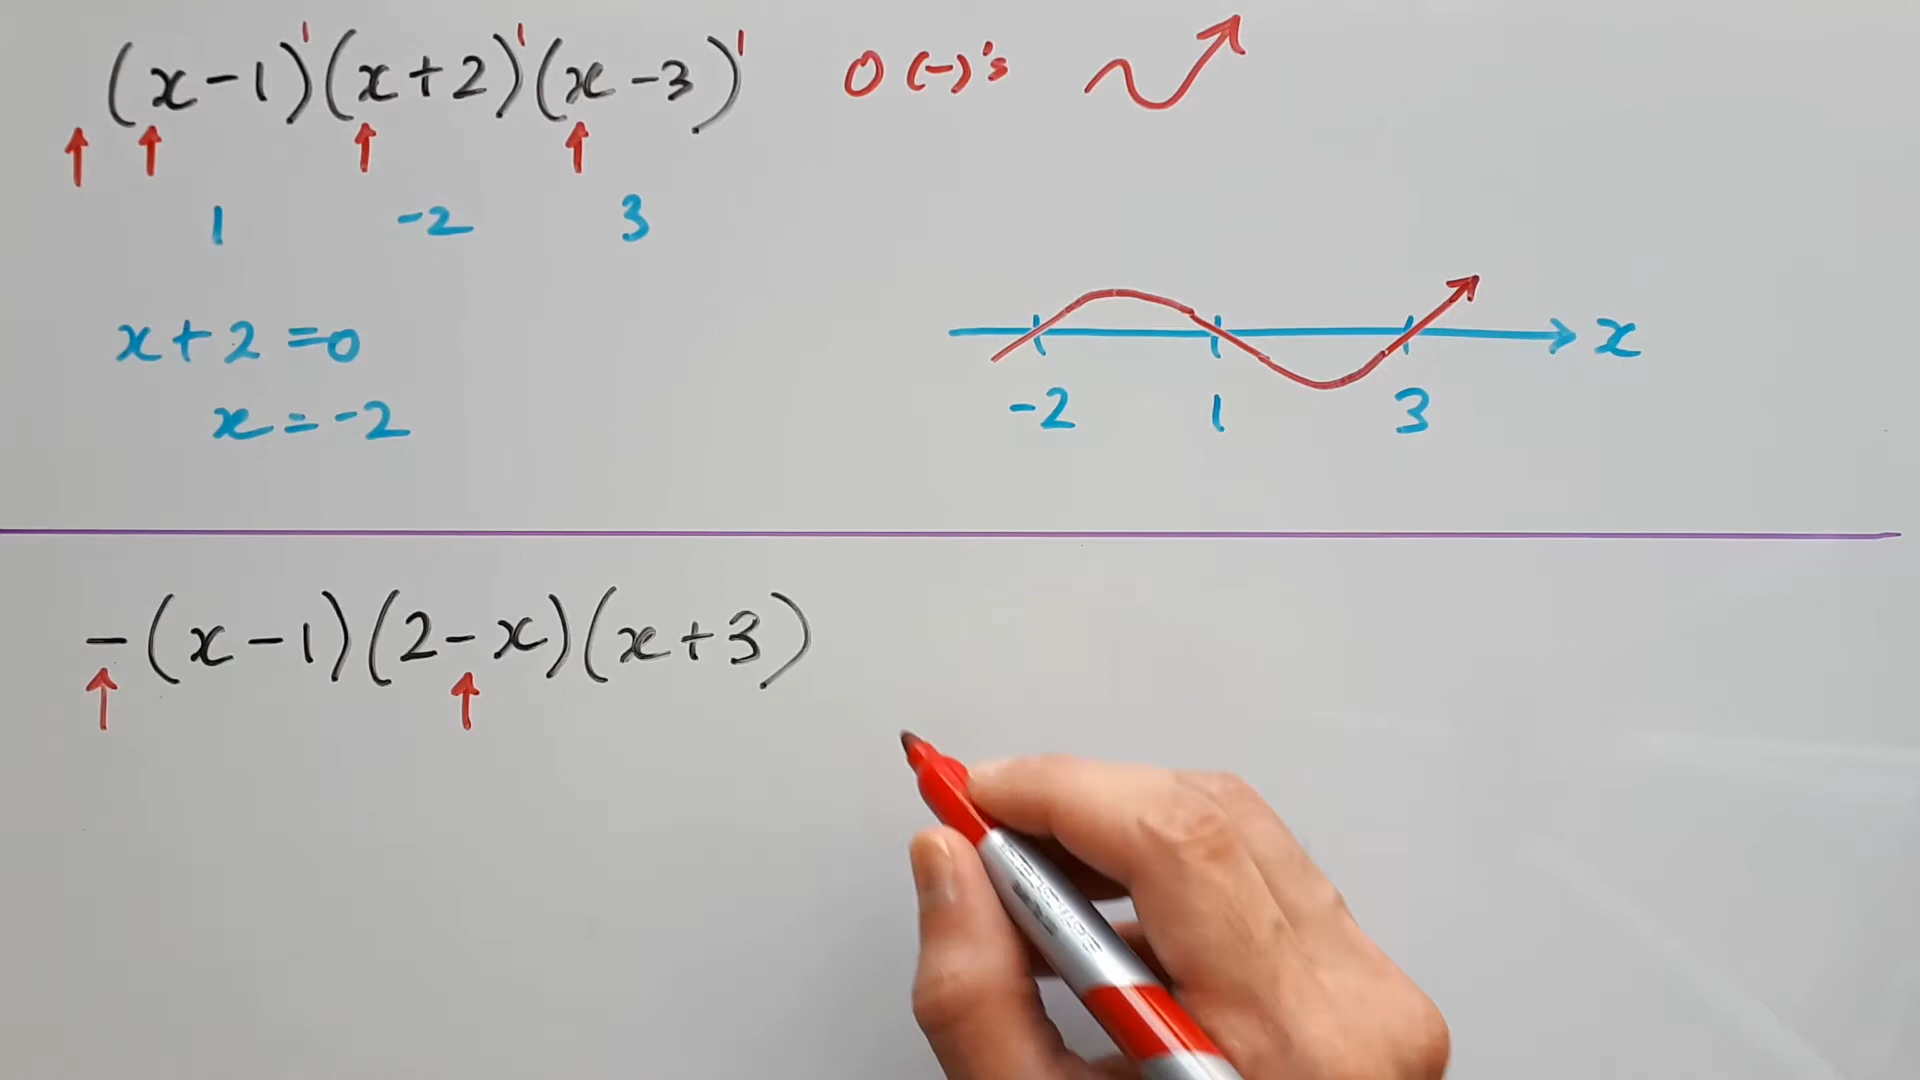 (x-1)¹(x+2)¹(x-3)¹ 0 (-)'s
1 -2 3
x+2=0
x=-2
x
-2 1 3
-(x-1)(2-x)(x+3)